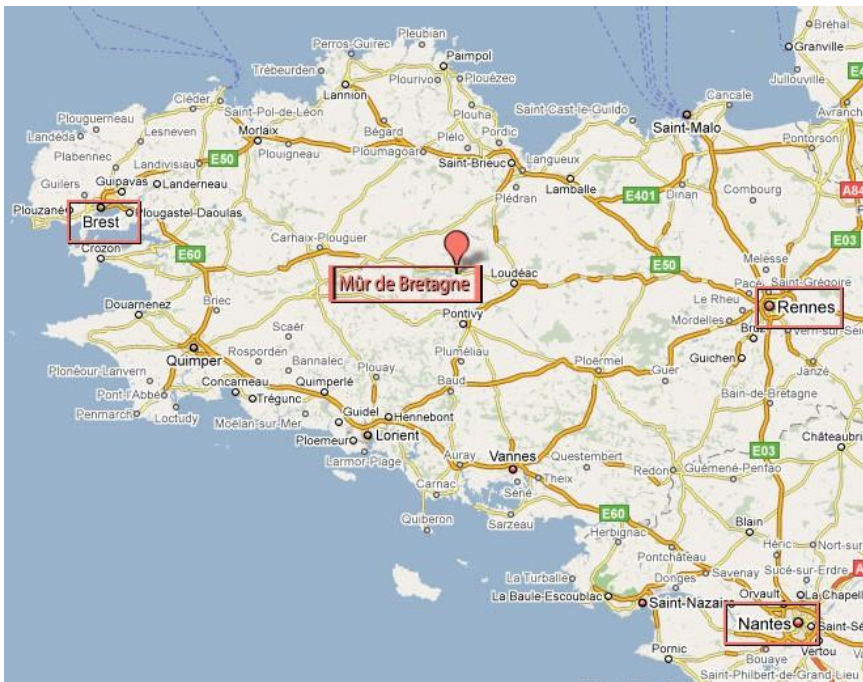 Bréhal
Pleubian
Perros-Guirec
Paimpol
Granville
Trébeurden
Plourivo
Plouézec
Jullouville
Lannion
Cléder
Saint-Pol-de-Léon
Plouha
Saint-Cast-le-Guildo
Cancale
Plouguerneau
Saint-Malo
Avranch
Landéda
Lesneven
Morlaix
Bégard
Plélo
Pordic
Pontorson
Plabennec
Landivisiau
E50
Plouigneau
Ploumagoar
Saint-Brieuc
Langueux
Guilers
Guipavas
Landerneau
Lamballe
E401
Dinan
Combourg
A84
Plédran
Plouzané
Brest
Plougastel-Daoulas
Crozon
E60
Carhaix-Plouguer
E03
Melesse
E50
Mûr de Bretagne
Loudéac
Pacé
Saint-Grégoire
Douarnenez
Briec
Le Rheu
Rennes
Pontivy
Mordelles
Scaër
Bruz
Vern-sur-Sei
Quimper
Rosporden
Bannalec
Pluméliau
Ploërmel
Guichen
Plonéour-Lanvern
Plouay
Guer
Janzé
Concarneau
Quimperlé
Baud
Pont-l'Abbé
Trégunc
Bain-de-Bretagne
Penmarch
Loctudy
Moëlan-sur-Mer
Guidel
Hennebont
Ploemeur
Lorient
Châteaubri
Larmor-Plage
Auray
Vannes
Questembert
E03
Redon
Guémené-Penfao
Carnac
Séné
Theix
Quiberon
Sarzeau
E60
Blain
Herbignac
Héric
Nort-sur
Pontchâteau
La Turballe
Donges
Savenay
Sucé-sur-Erdre
A
La Baule-Escoublac
Orvault
La Chapell
Saint-Nazaire
Nantes
Saint-Sé
Vertou
Pornic
Bouaye
Saint-Philbert-de-Grand-Lieu